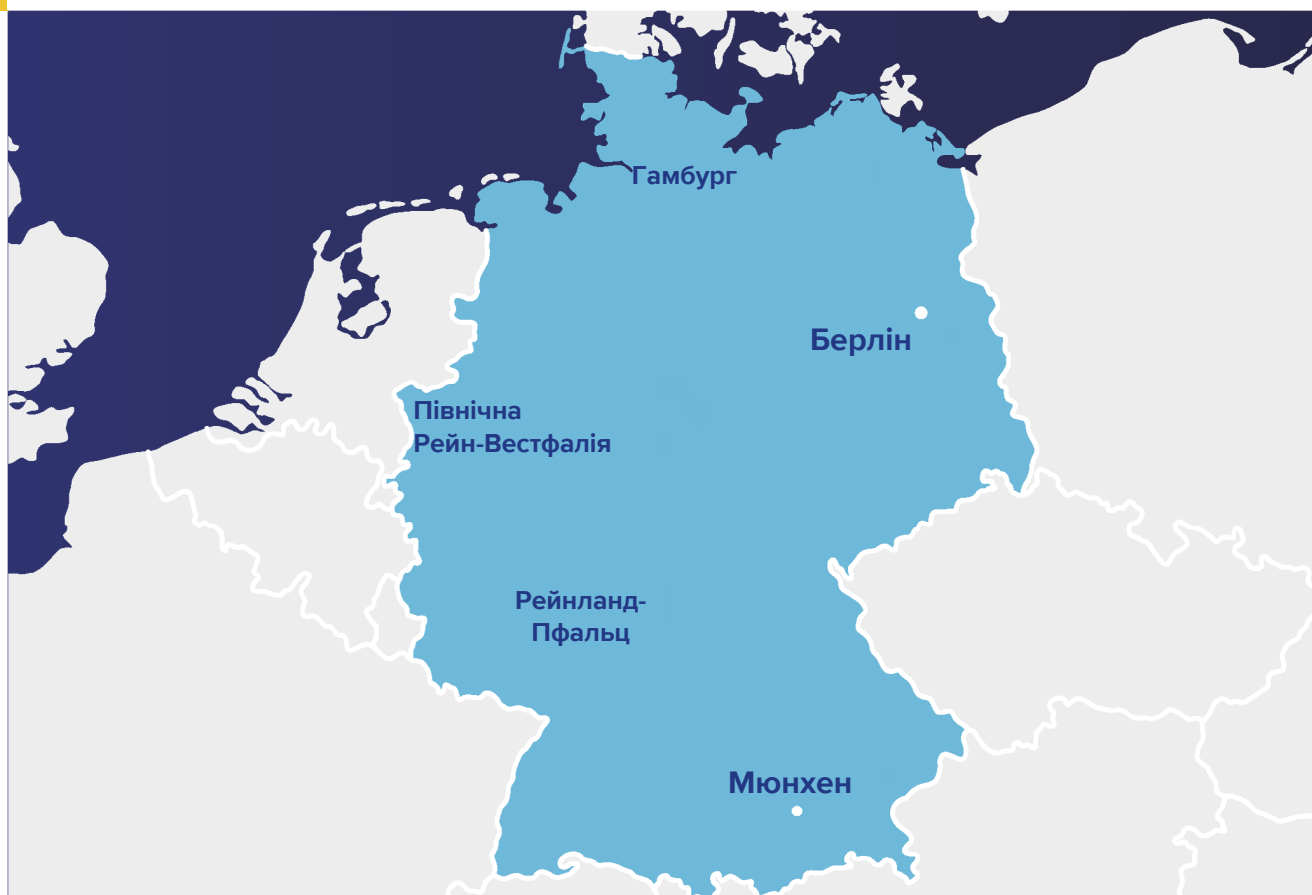 Гамбург
Берлін
Північна
Рейн-Вестфалія
Рейнланд-
Пфальц
Мюнхен